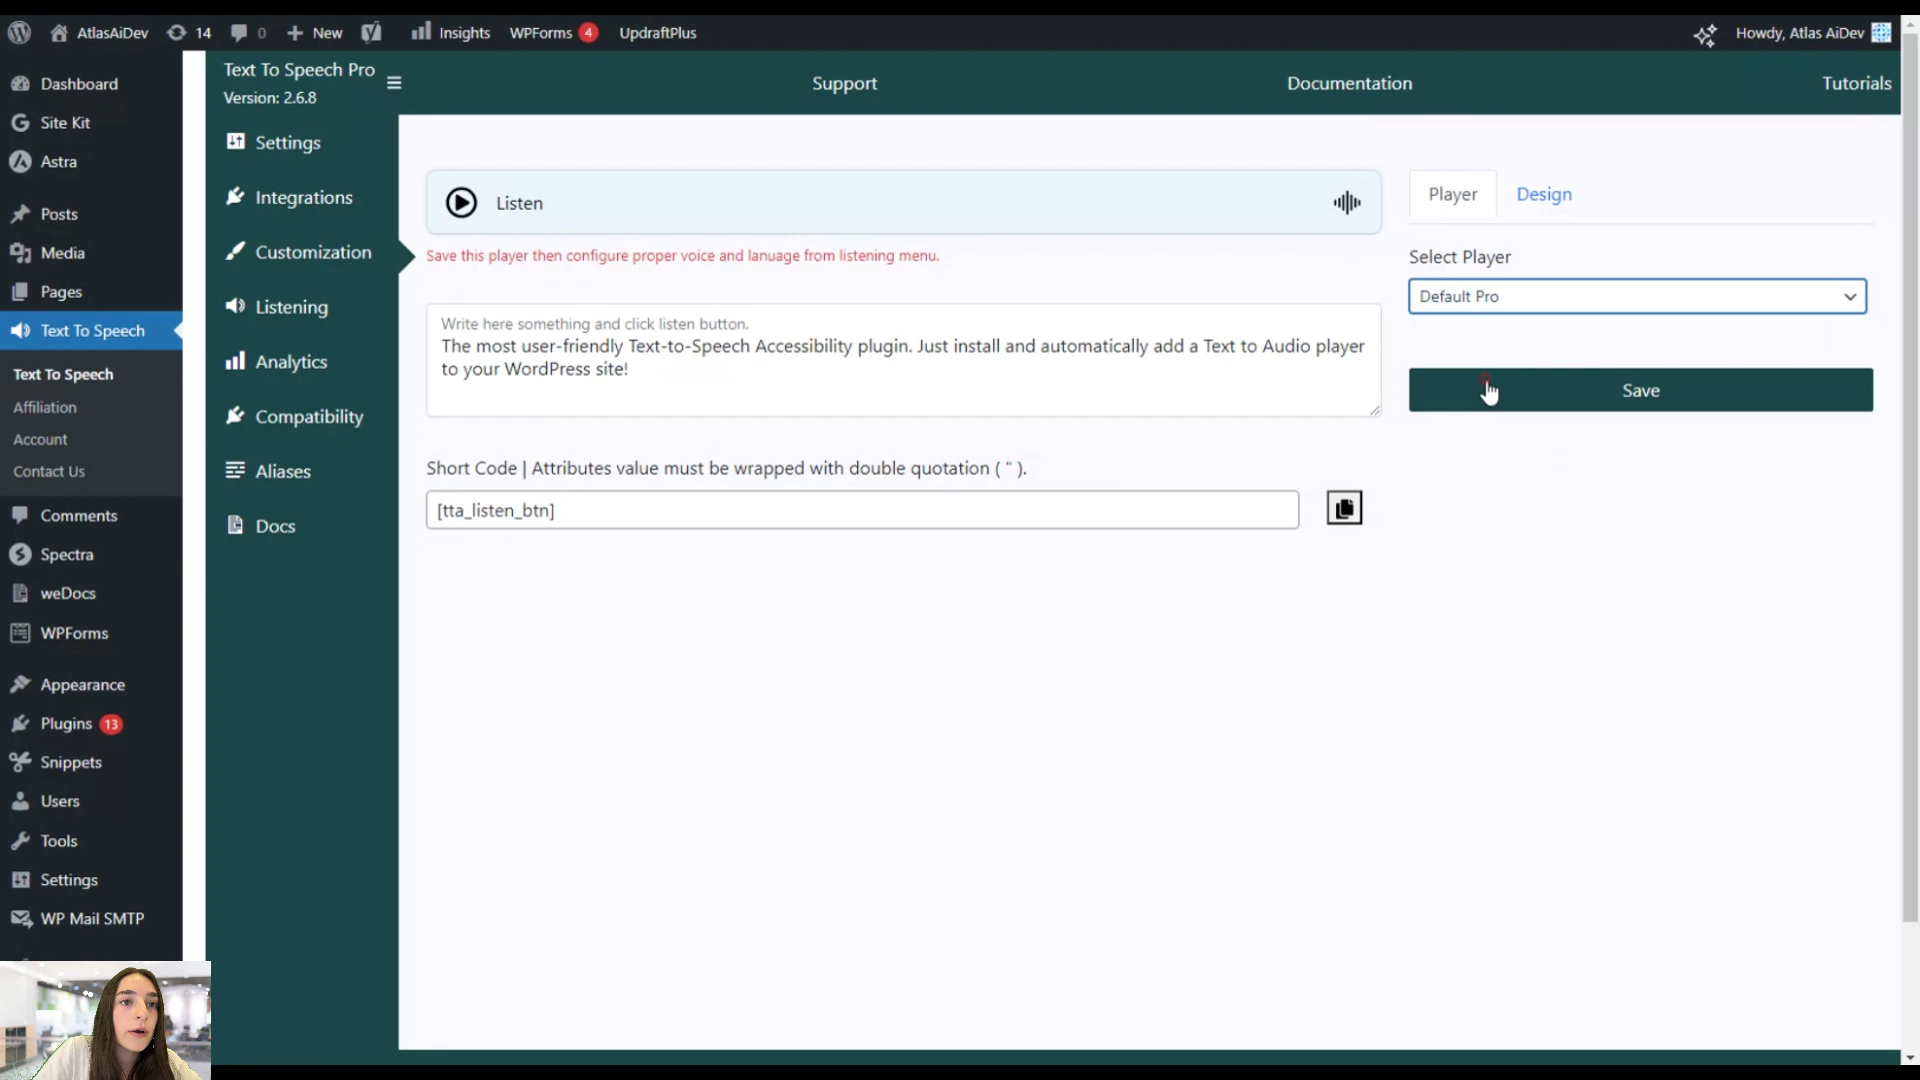 AtlasAiDev
14
0
New
Insights
WPForms 4
UpdraftPlus
Howdy, Atlas AiDev
Dashboard
Site Kit
Astra
Posts
Media
Pages
Text To Speech
Text To Speech
Affiliation
Account
Contact Us
Comments
Spectra
weDocs
WPForms
Appearance
Plugins 13
Snippets
Users
Tools
Settings
WP Mail SMTP
Text To Speech Pro
Version: 2.6.8
Support
Documentation
Tutorials
Settings
Integrations
Customization
Listening
Analytics
Compatibility
Aliases
Docs
Listen
Save this player then configure proper voice and lanuage from listening menu.
Write here something and click listen button.
The most user-friendly Text-to-Speech Accessibility plugin. Just install and automatically add a Text to Audio player
to your WordPress site!
Short Code | Attributes value must be wrapped with double quotation ( " ).
[tta_listen_btn]
Player
Design
Select Player
Default Pro
Save